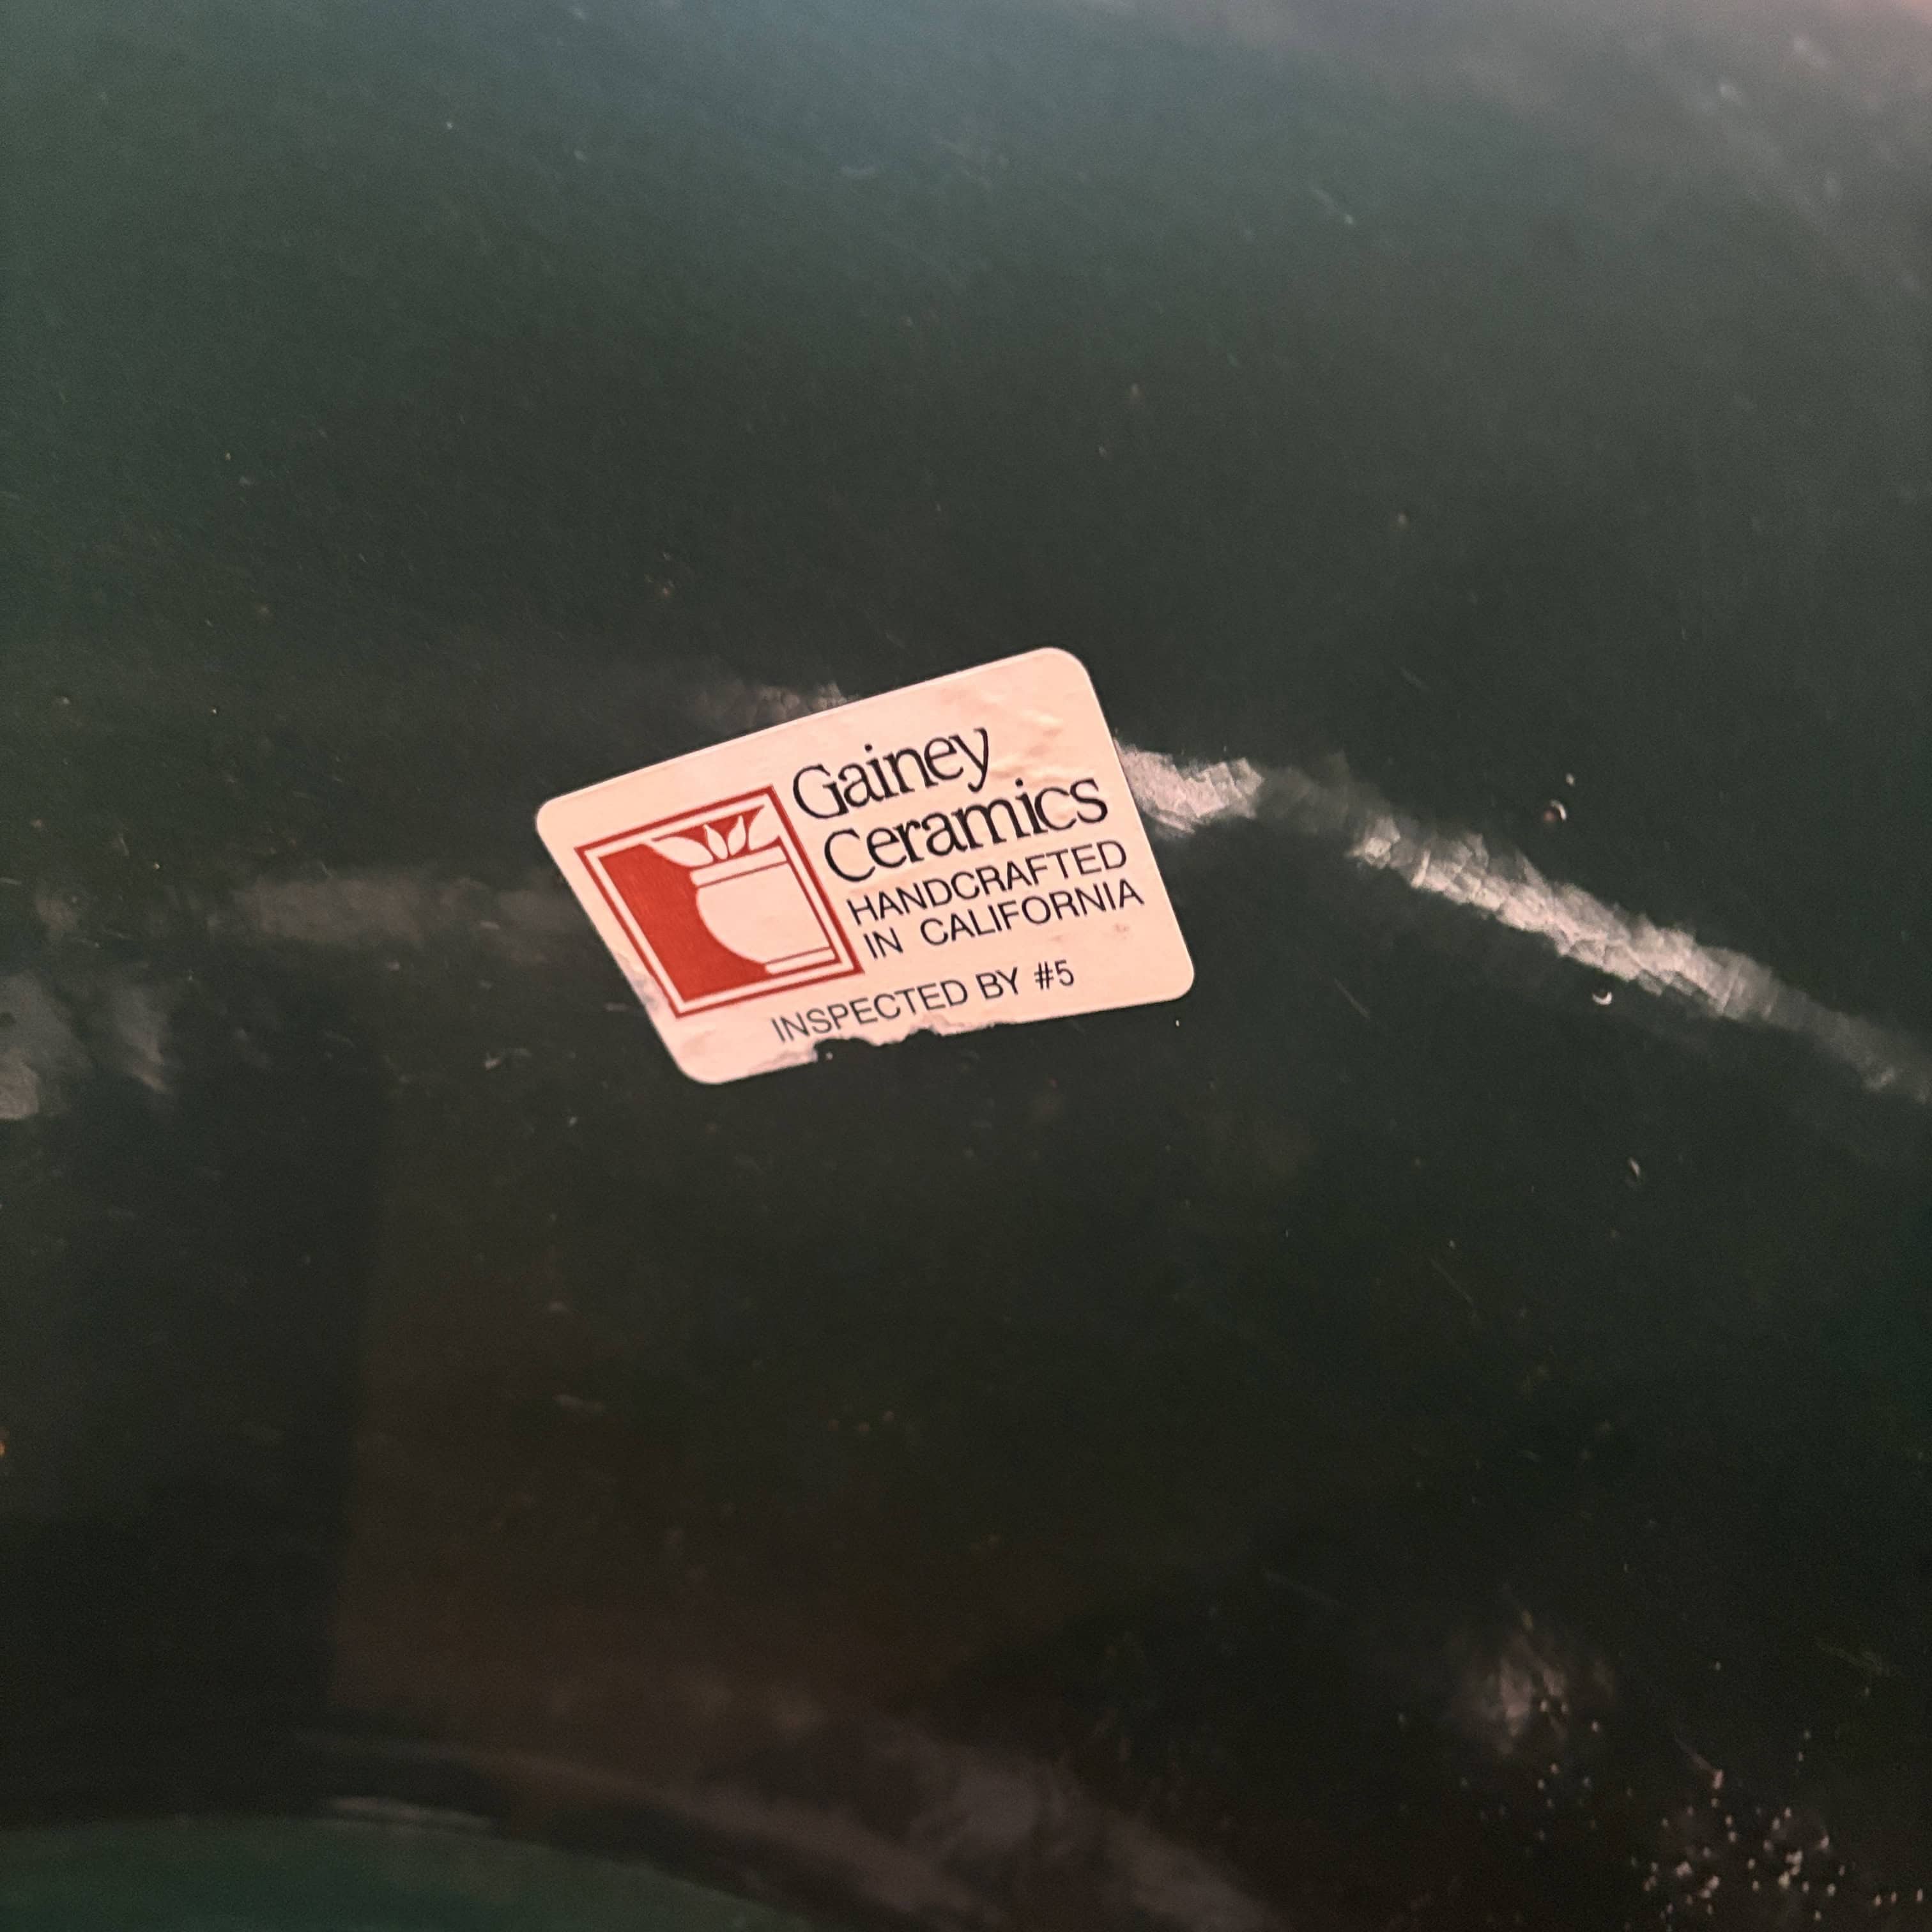 Gainey
Ceramics
HANDCRAFTED
IN CALIFORNIA
INSPECTED BY #5